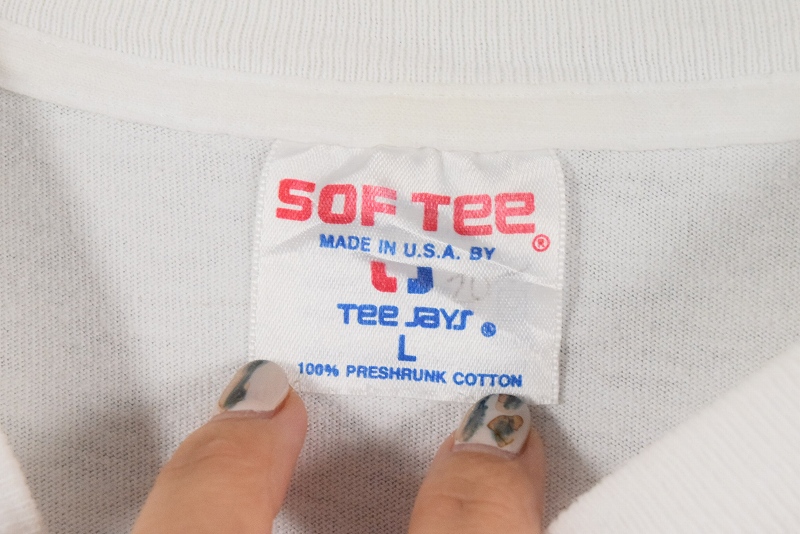 SOF TEE ®
MADE IN U.S.A. BY
TEE JAYS ®
L
100% PRESHRUNK COTTON